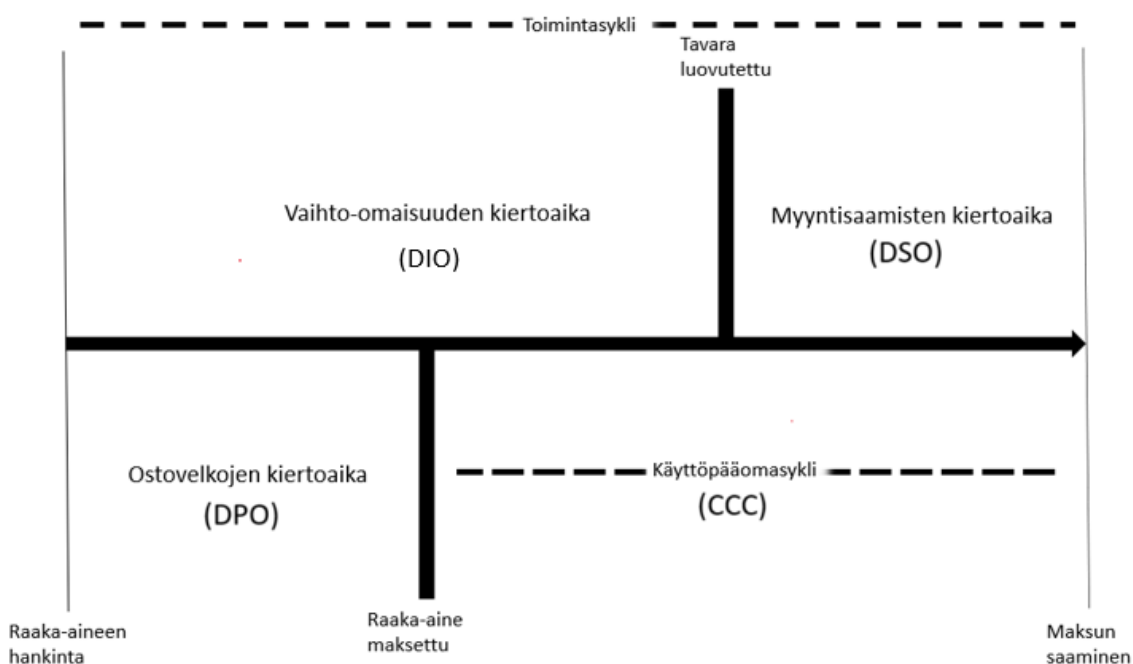 Toimintasykli
Tavara
luovutettu
Vaihto-omaisuuden kiertoaika
(DIO)
Myyntisaamisten kiertoaika
(DSO)
Ostovelkojen kiertoaika
(DPO)
Käyttöpääomasykli
(CCC)
Raaka-aineen
hankinta
Raaka-aine
maksettu
Maksun
saaminen